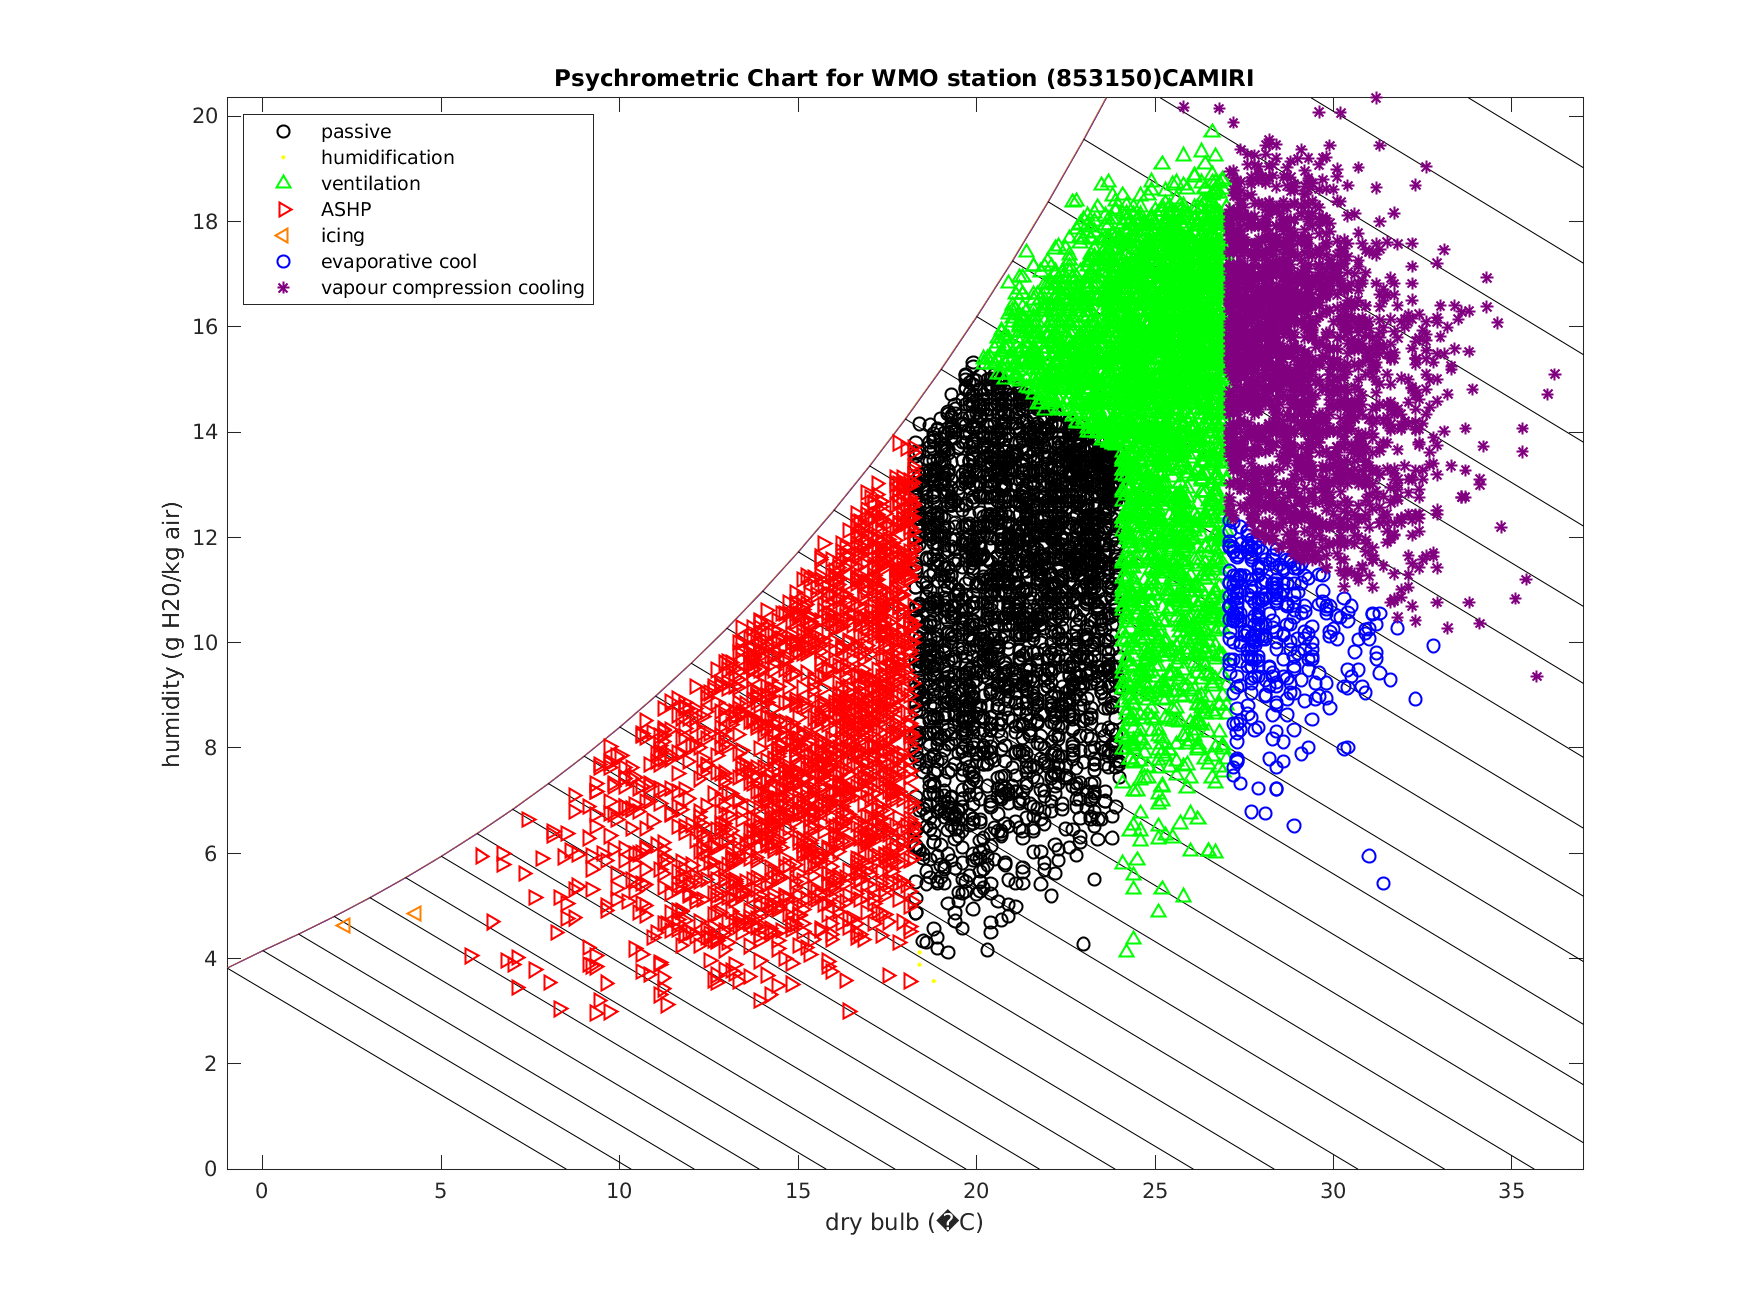 Psychrometric Chart for WMO station (853150)CAMIRI
passive
humidification
ventilation
ASHP
icing
evaporative cool
vapour compression cooling
humidity (g H20/kg air)
20
18
16
14
12
10
8
6
4
2
0
0 5 10 15 20 25 30 35
dry bulb (�C)